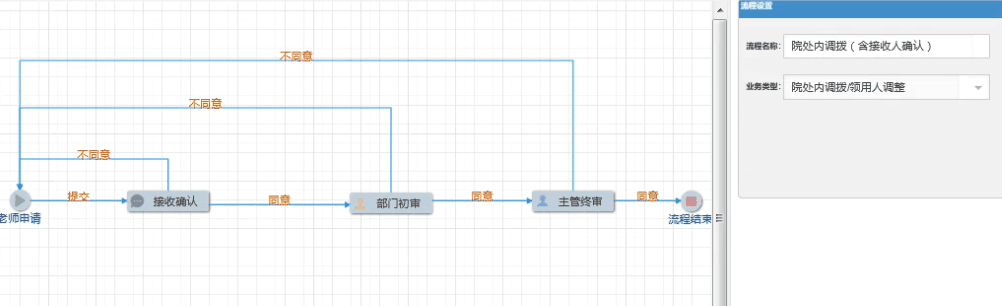 流程设置
不同意
流程名称: 院处内调拨（含接收人确认）
业务类型: 院处内调拨/领用人调整
不同意
不同意
提交
接收确认
同意
部门初审
同意
主管终审
同意
老师申请
流程结束